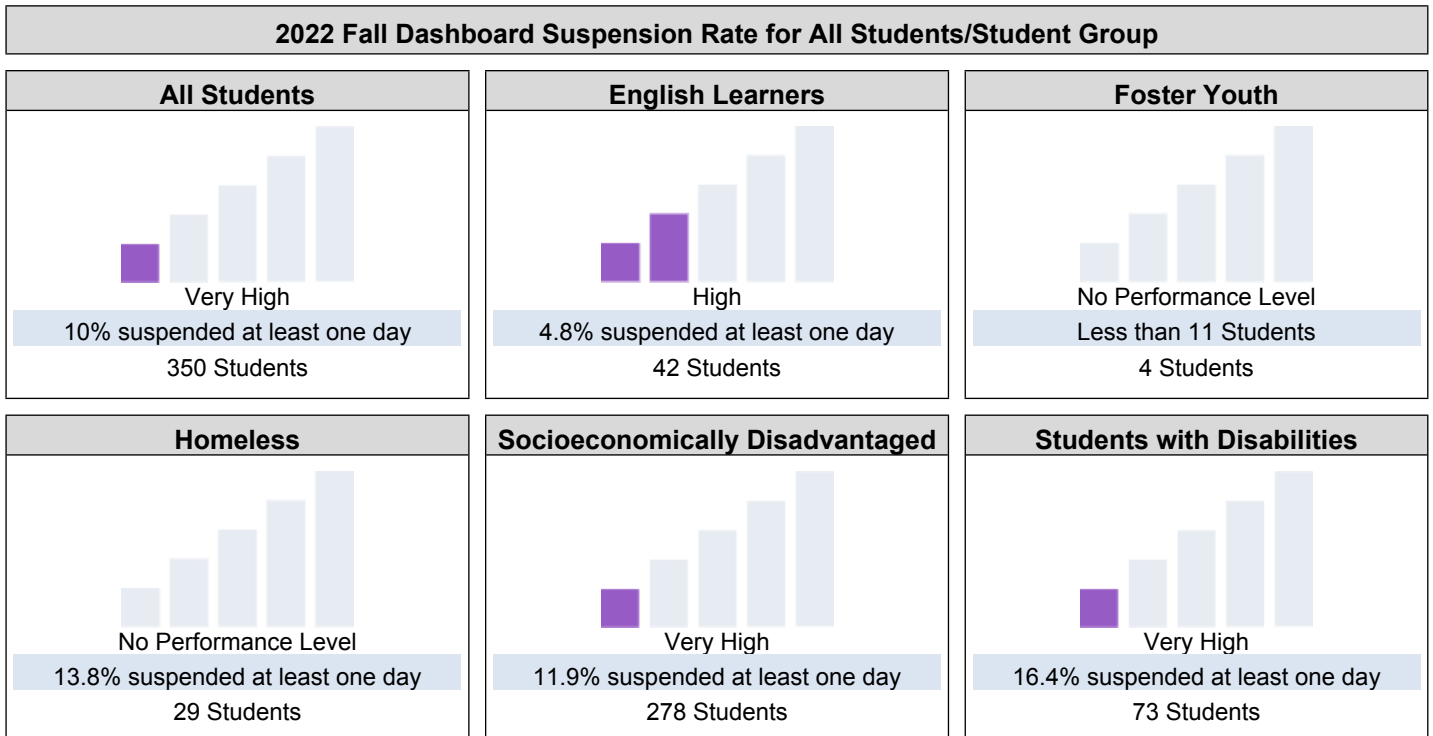 2022 Fall Dashboard Suspension Rate for All Students/Student Group
All Students
Very High
10% suspended at least one day
350 Students
English Learners
High
4.8% suspended at least one day
42 Students
Foster Youth
No Performance Level
Less than 11 Students
4 Students
Homeless
No Performance Level
13.8% suspended at least one day
29 Students
Socioeconomically Disadvantaged
Very High
11.9% suspended at least one day
278 Students
Students with Disabilities
Very High
16.4% suspended at least one day
73 Students